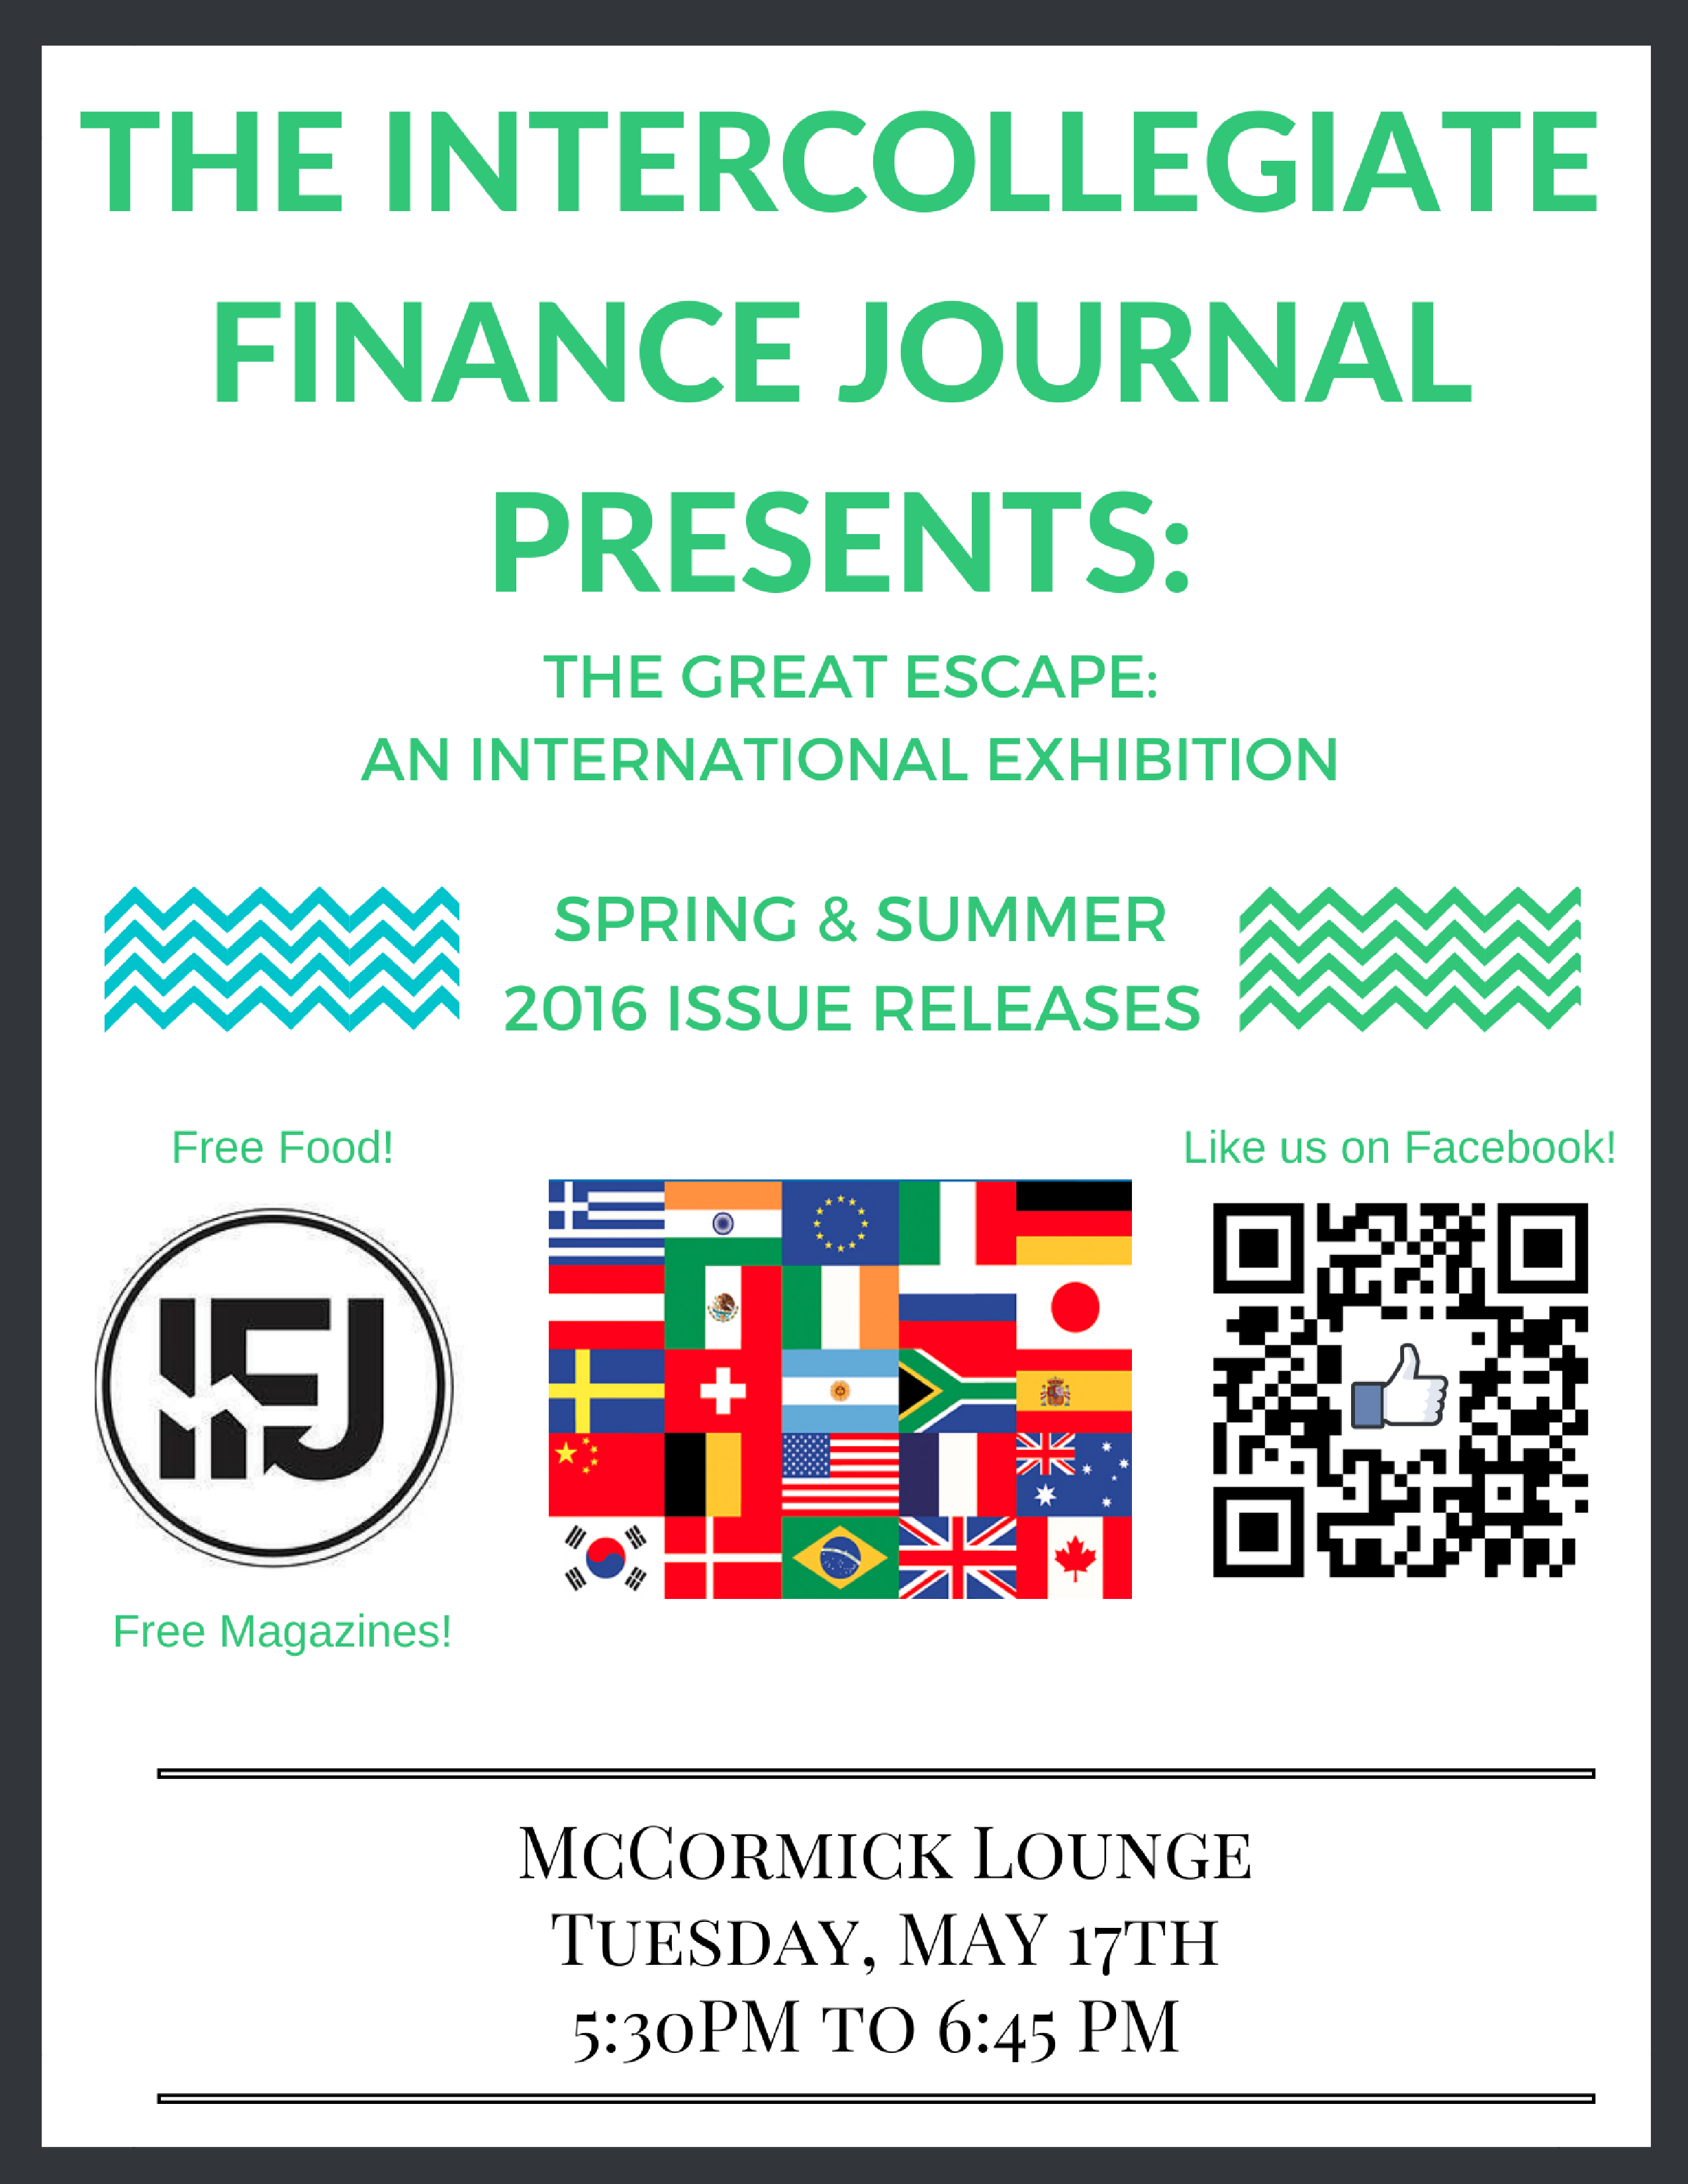 THE INTERCOLLEGIATE
FINANCE JOURNAL
PRESENTS:
THE GREAT ESCAPE:
AN INTERNATIONAL EXHIBITION
SPRING & SUMMER
2016 ISSUE RELEASES
Free Food!
Like us on Facebook!
IFJ
Free Magazines!
McCormick Lounge
Tuesday, MAY 17th
5:30PM to 6:45 PM